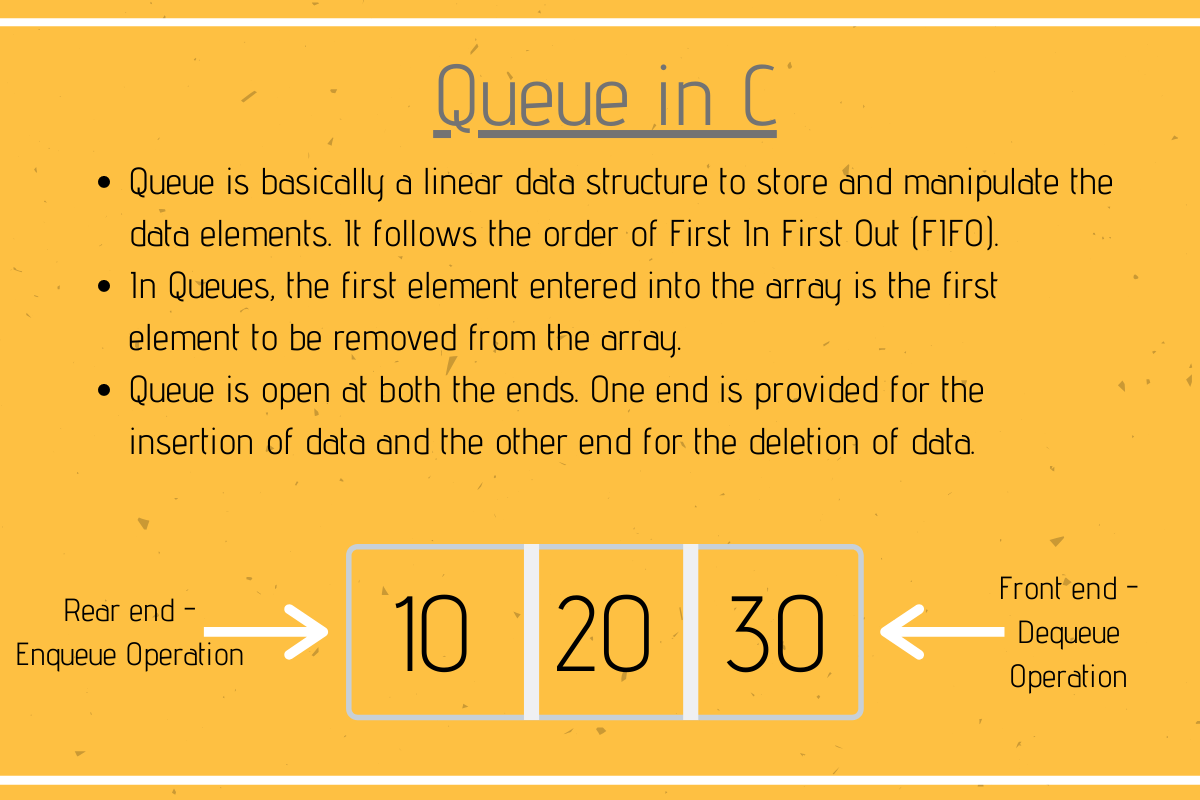 Queue in C
• Queue is basically a linear data structure to store and manipulate the
data elements. It follows the order of First In First Out (FIFO).
• In Queues, the first element entered into the array is the first
element to be removed from the array.
• Queue is open at both the ends. One end is provided for the
insertion of data and the other end for the deletion of data.
Rear end -
Enqueue Operation
10 20 30
Front end -
Dequeue
Operation